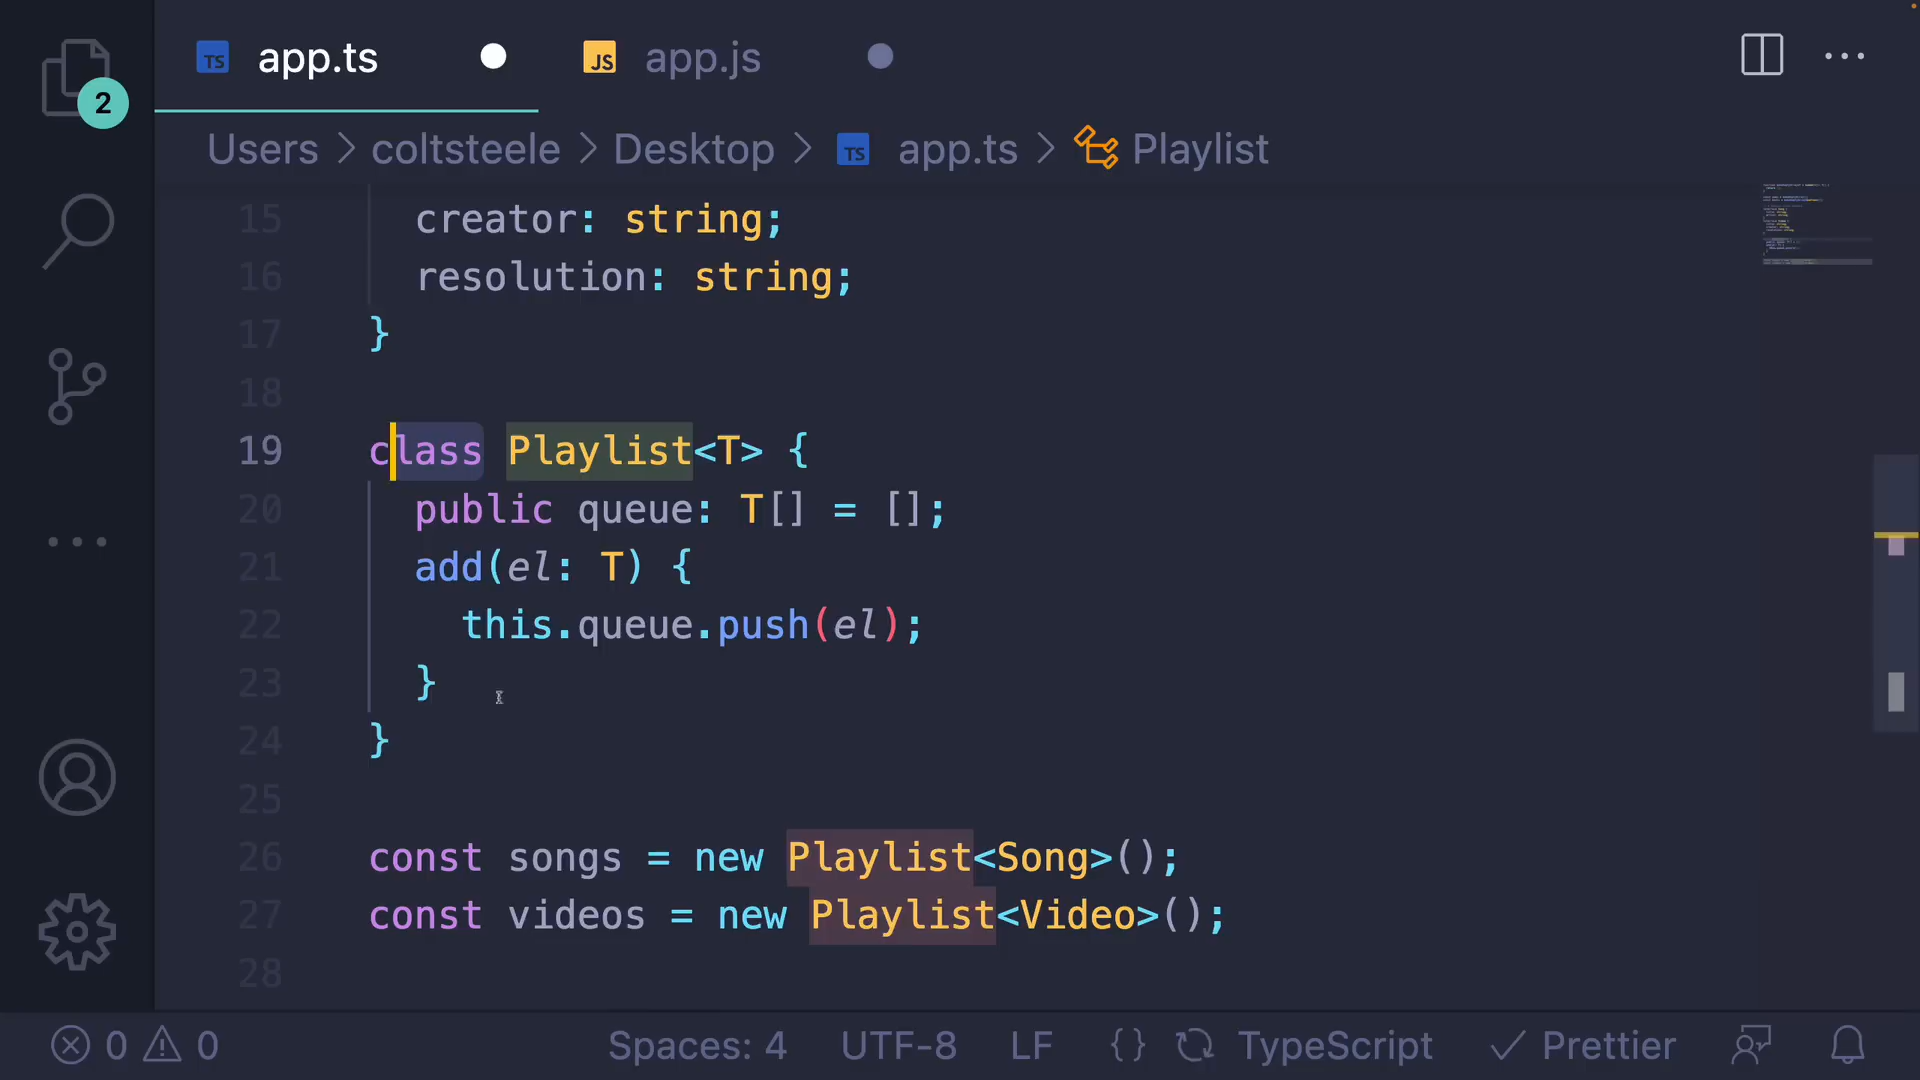 TS app.ts JS app.js
2
Users > coltsteele > Desktop > TS app.ts > Playlist
15 creator: string;
16 resolution: string;
17 }
18
19 class Playlist<T> {
20 public queue: T[] = [];
21 add(el: T) {
22 this.queue.push(el);
23 }
24 }
25
26 const songs = new Playlist<Song>();
27 const videos = new Playlist<Video>();
28
0 0 Spaces: 4 UTF-8 LF {} TypeScript Prettier